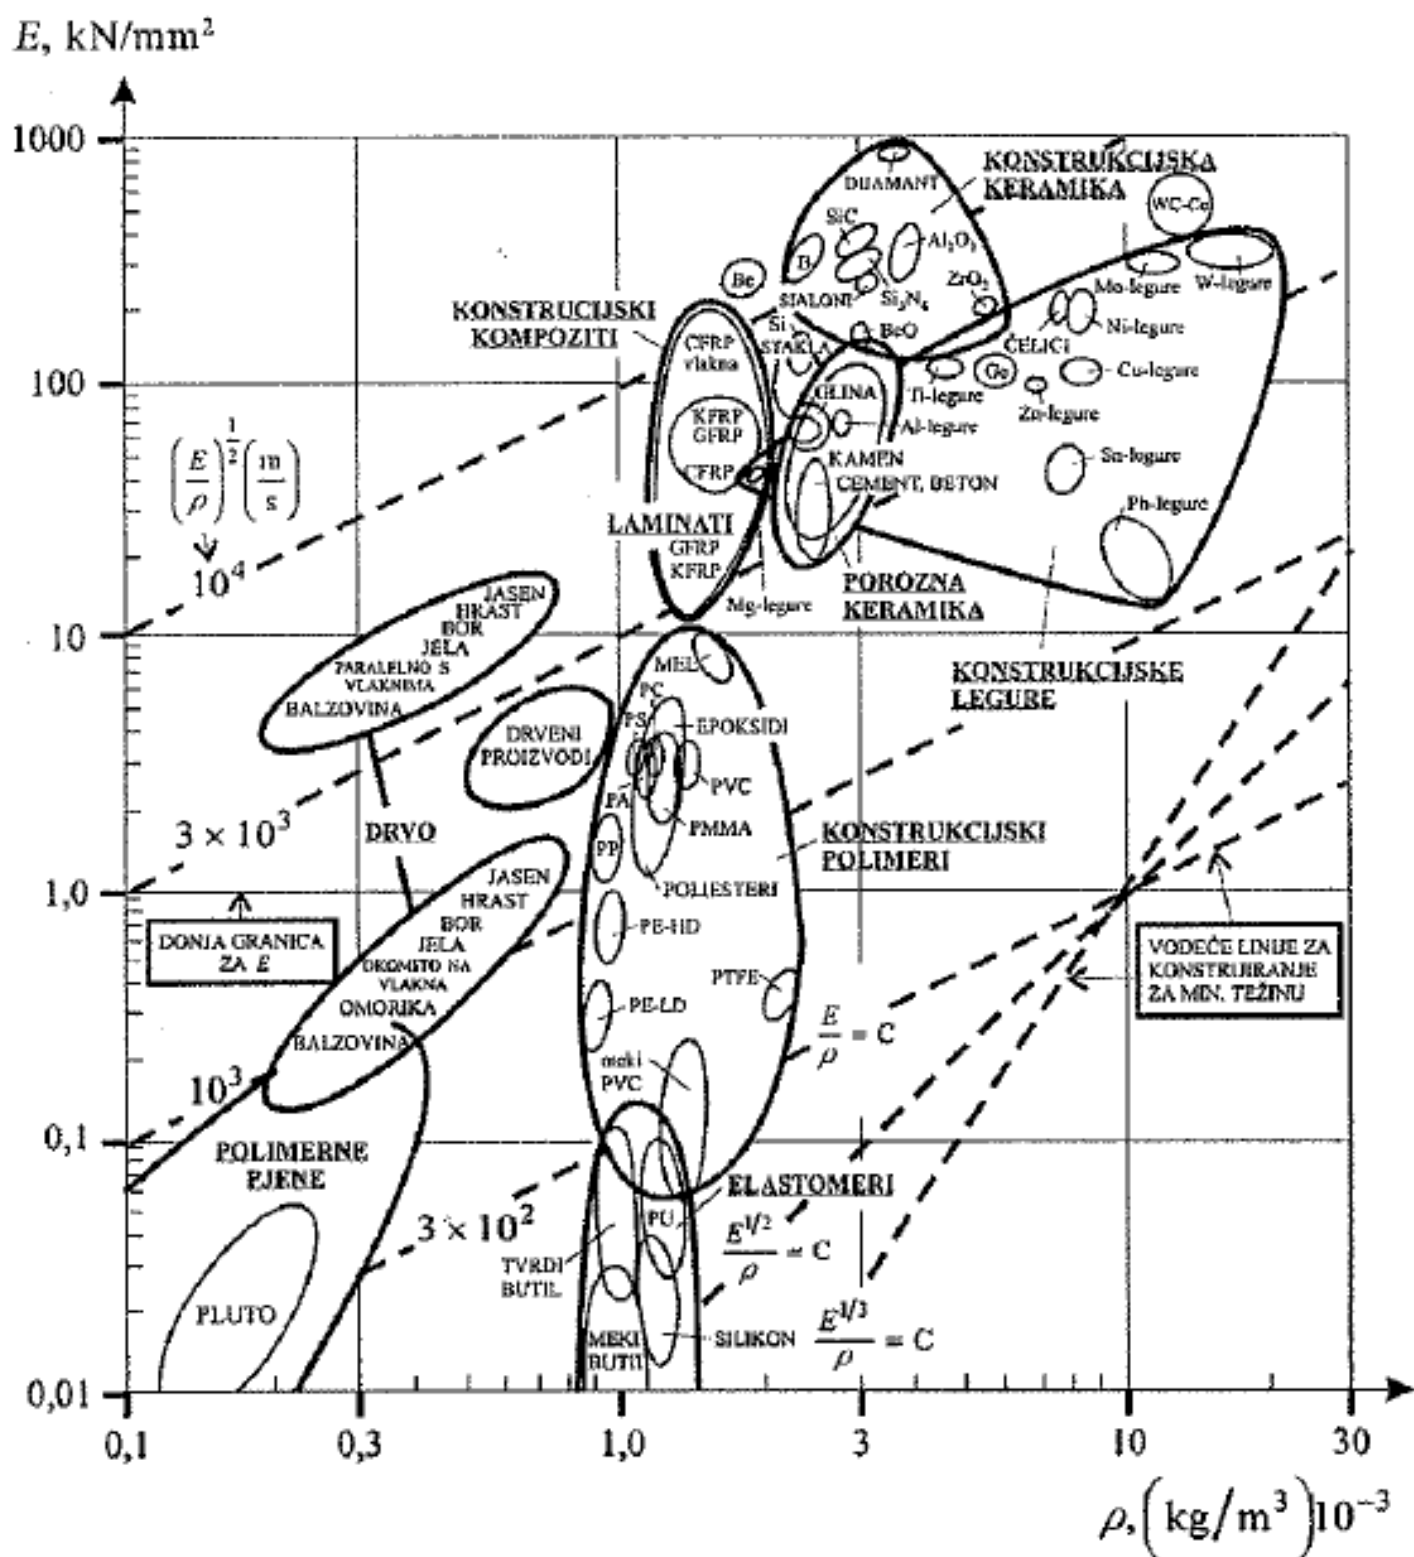 E, kN/mm²
1000
100
10
1,0
0,1
0,01
0,1
0,3
1,0
3
10
30
ρ, (kg/m³)10⁻³
(E/ρ)^1/2 (m/s)
10⁴
3 × 10³
10³
3 × 10²
KONSTRUKCIJSKA
KERAMIKA
DIJAMANT
SiC
B
Al₂O₃
SIALONI
Si₃N₄
ZrO₂
BeO
Be
WC-Co
Mo-legure
W-legure
Ni-legure
ČELICI
Cu-legure
Ti-legure
Ge
Zn-legure
Al-legure
Sn-legure
Pb-legure
KONSTRUCIJSKI
KOMPOZITI
CFRP
vlakna
KFRP
GFRP
CFRP
LAMINATI
GFRP
KFRP
Mg-legure
Si
STAKLA
GLINA
KAMEN
CEMENT, BETON
POROZNA
KERAMIKA
KONSTRUKCIJSKE
LEGURE
JASEN
HRAST
BOR
JELA
PARALELNO S
VLAKNIMA
BALZOVINA
DRVENI
PROIZVODI
DRVO
JASEN
HRAST
BOR
JELA
OKOMITO NA
VLAKNA
OMORIKA
BALZOVINA
DONJA GRANICA
ZA E
POLIMERNE
PJENE
PLUTO
MEL
PC
PS
EPOKSIDI
PVC
PA
PMMA
PP
POLIESTERI
PE-HD
PTFE
PE-LD
meki
PVC
KONSTRUKCIJSKI
POLIMERI
ELASTOMERI
PU
TVRDI
BUTIL
MEKI
BUTIL
SILIKON
E/ρ = C
E^1/2/ρ = C
E^1/3/ρ = C
VODEĆE LINIJE ZA
KONSTRUIRANJE
ZA MIN. TEŽINU